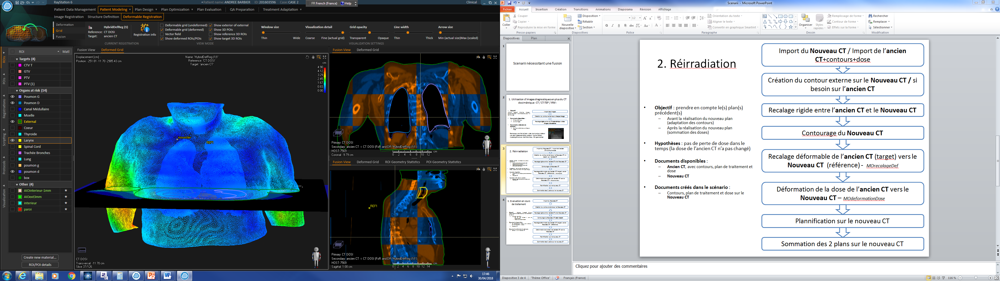 RayStation 6
Patient name: ANDREE BARBIER ID: 201603596 Case: CASE 2
FR French (France) Help
Clinical
Patient Data Management Patient Modeling Plan Design Plan Optimization Plan Evaluation QA Preparation Treatment Adaptation
Image Registration Structure Definition Deformable Registration
Deformation
Grid
Fusion
HybridDefReg (1)
Reference: CT DOSI
Target: ancien CT
Registration info
CURRENT REGISTRATION
Deformable grid (undeformed) Show exterior of external
Deformable grid (deformed) Show 3D POIs
Vector field Show reference 3D ROIs
Show deformed ROIs/POIs Show target 3D ROIs
VIEW MODE
Window size Visualization detail Grid opacity Line width Arrow size
Thin Wide Coarse Fine (actual grid) Transparent Opaque Thin Thick Min (actual size) Max (scaled)
VISUALIZATION SETTINGS
ROIs
POIs
Registrations
Scripting
Protocols
Visualization
ROI Matl
Targets (4)
CTV T
GTV
PTV
PTV (1)
Organs at risk (14)
Poumon G
Poumon D
Canal Médullaire
Moelle
External
Coeur
Thyroide
Larynx
Spinal Cord
Trachée Bronches
Lung
poumon g
poumon d
box
Other (4)
AIOinterieur-1mm
AIOext3mm
interieur
paroi
Create new material...
ROI/POI details
Fusion View Deformed Grid
Displacement [cm]: -
Position: -251.81 -11.70 -2985.43 cm
Name: 'HybridDefReg (1)1'
Reference: 'CT DOSI'
Target: 'ancien CT'
cm
4.90
4.12
3.29
2.45
1.67
0.83
0.00
isosusclav
REF1
CT DOSI
Transversal: -11.70 cm
Slice 37/126
Fusion View Deformed Grid
Primary: CT DOSI
Secondary: ancien CT -> CT DOSI (FoR and DR 'HybridDefReg (1)1')
HOST-7569
Coronal: -9.79 cm
0 2 4 6 8 10 12 cm
Fusion View Deformed Grid ROI Geometry Statistics POI Geometry Statistics
REF1
Primary: CT DOSI
Secondary: ancien CT -> CT DOSI (FoR and DR 'HybridDefReg (1)1')
HOST-7569
Sagittal: 1.00 cm
0 2 4 6 8 10 12 14 cm
17:46
30/04/2018
Scenarii - Microsoft PowerPoint
Fichier Accueil Insertion Création Transitions Animations Diaporama Révision Affichage
Coller
Couper
Copier
Reproduire la mise en forme
Presse-papiers
Nouvelle diapositive
Disposition
Rétablir
Section
Diapositives
12
Police
Orientation du texte
Aligner le texte
Convertir en graphique SmartArt
Paragraphe
Organiser
Styles rapides
Remplissage de forme
Contour de forme
Effets sur la forme
Dessin
Rechercher
Remplacer
Sélectionner
Modification
Diapositives Plan
1
Scenarii nécessitant une fusion
2
1. Utilisation d'images diagnostiques en plus du CT
dosimétrique - CT / CT-TEP / IRM -
3
2. Réirradiation
4
3. Evaluation en cours
de traitement
2. Réirradiation
• Objectif : prendre en compte le(s) plan(s)
précédent(s)
– Avant la réalisation du nouveau plan
(adaptation des contours)
– Après la réalisation du nouveau plan
(sommation des doses)
• Hypothèses : pas de perte de dose dans le
temps (la dose de l'ancien CT n'a pas changé)
• Documents disponibles :
– Ancien CT, avec contours, plan de traitement et
dose
– Nouveau CT
• Documents créés dans le scénario :
– Contours, plan de traitement et dose sur le
Nouveau CT
Import du Nouveau CT / Import de l'ancien
CT+contours+dose
Création du contour externe sur le Nouveau CT / si
besoin sur l'ancien CT
Recalage rigide entre l'ancien CT et le Nouveau CT
Contourage du Nouveau CT
Recalage déformable de l'ancien CT (target) vers le
Nouveau CT (référence) - MOrecalageDef
Déformation de la dose de l'ancien CT vers le
Nouveau CT – MOdeformationDose
Plannification sur le nouveau CT
Sommation des 2 plans sur le nouveau CT
Cliquez pour ajouter des commentaires
Diapositive 3 de 4 "Thème Office" Français (France) 116 %